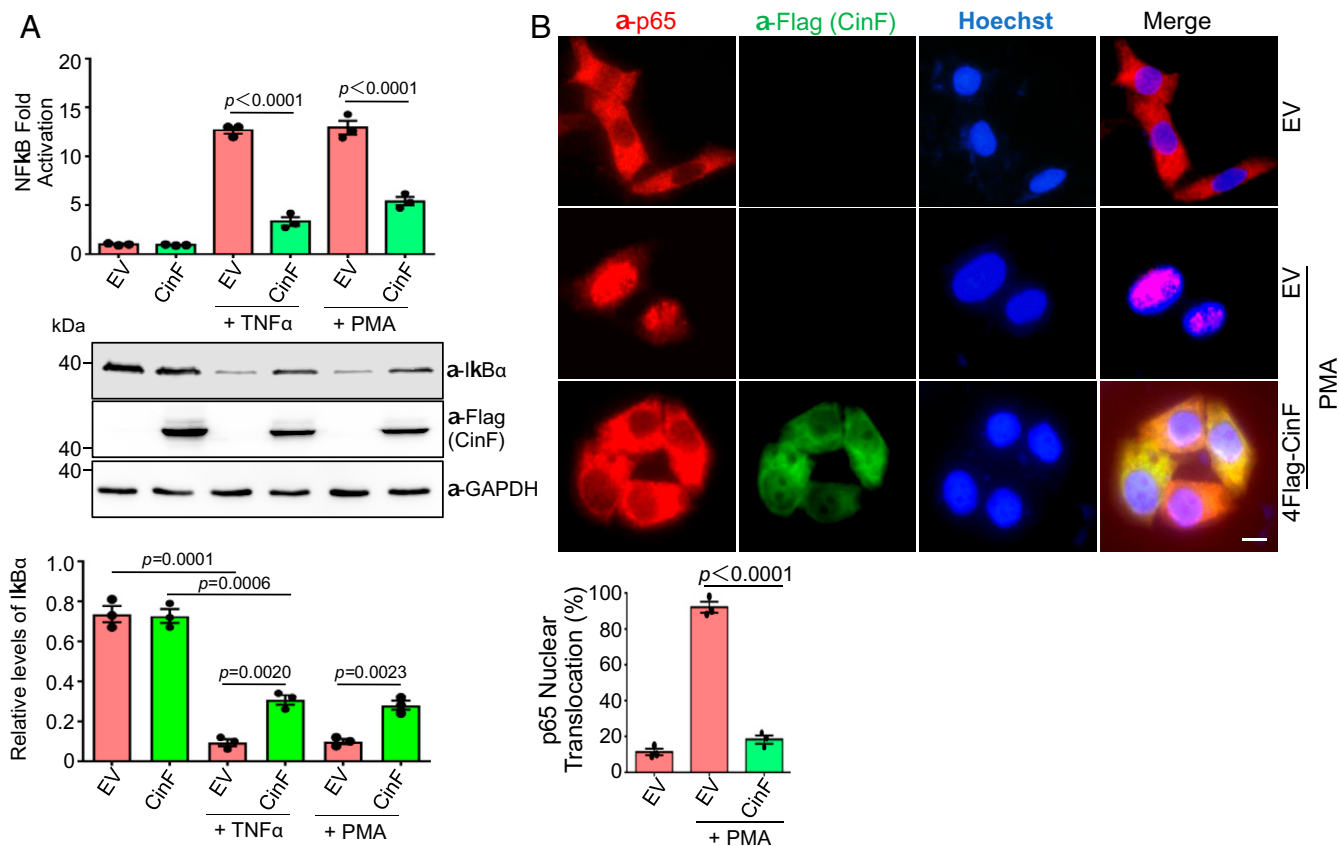 A
NFkB Fold
Activation
20
15
10
5
0
p<0.0001
p<0.0001
EV
CinF
EV
CinF
EV
CinF
+ TNFα
+ PMA
kDa
40
a-IkBα
40
a-Flag
(CinF)
40
a-GAPDH
Relative levels of IkBα
1.0
0.8
0.6
0.4
0.2
0
p=0.0001
p=0.0006
p=0.0020
p=0.0023
EV
CinF
EV
CinF
EV
CinF
+ TNFα
+ PMA
B
a-p65
a-Flag (CinF)
Hoechst
Merge
EV
EV
4Flag-CinF
PMA
p65 Nuclear
Translocation (%)
100
80
60
40
20
0
p<0.0001
EV
EV
CinF
+ PMA